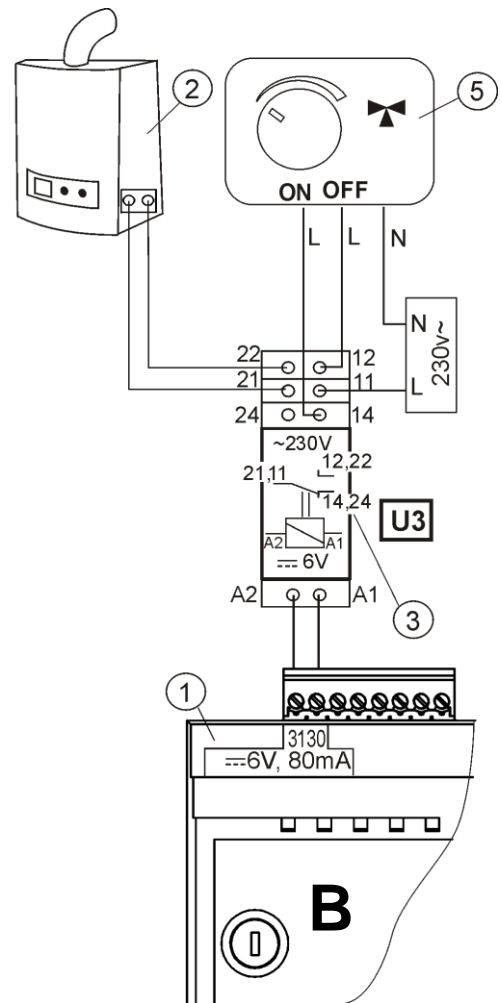 2
5
ON OFF
L L N
N
230v~
L
22 12
21 11
24 14
~230V
12,22
21,11
14,24
U3
A2 A1
6V
A2 A1
3
1
3130
6V, 80mA
B